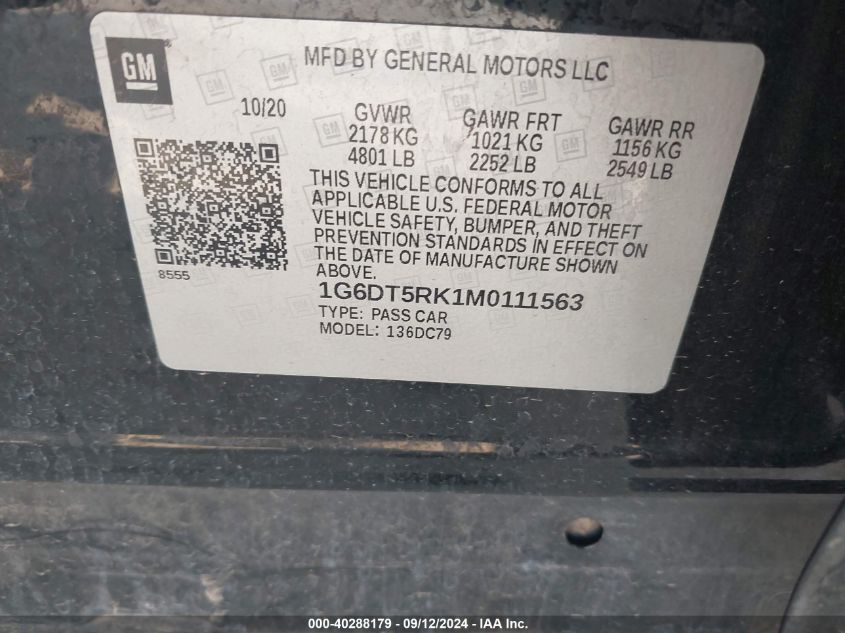 GM
MFD BY GENERAL MOTORS LLC
10/20
GVWR
2178 KG
4801 LB
GAWR FRT
1021 KG
2252 LB
GAWR RR
1156 KG
2549 LB
THIS VEHICLE CONFORMS TO ALL
APPLICABLE U.S. FEDERAL MOTOR
VEHICLE SAFETY, BUMPER, AND THEFT
PREVENTION STANDARDS IN EFFECT ON
THE DATE OF MANUFACTURE SHOWN
ABOVE.
8555
1G6DT5RK1M0111563
TYPE: PASS CAR
MODEL: 136DC79
000-40288179 - 09/12/2024 - IAA Inc.